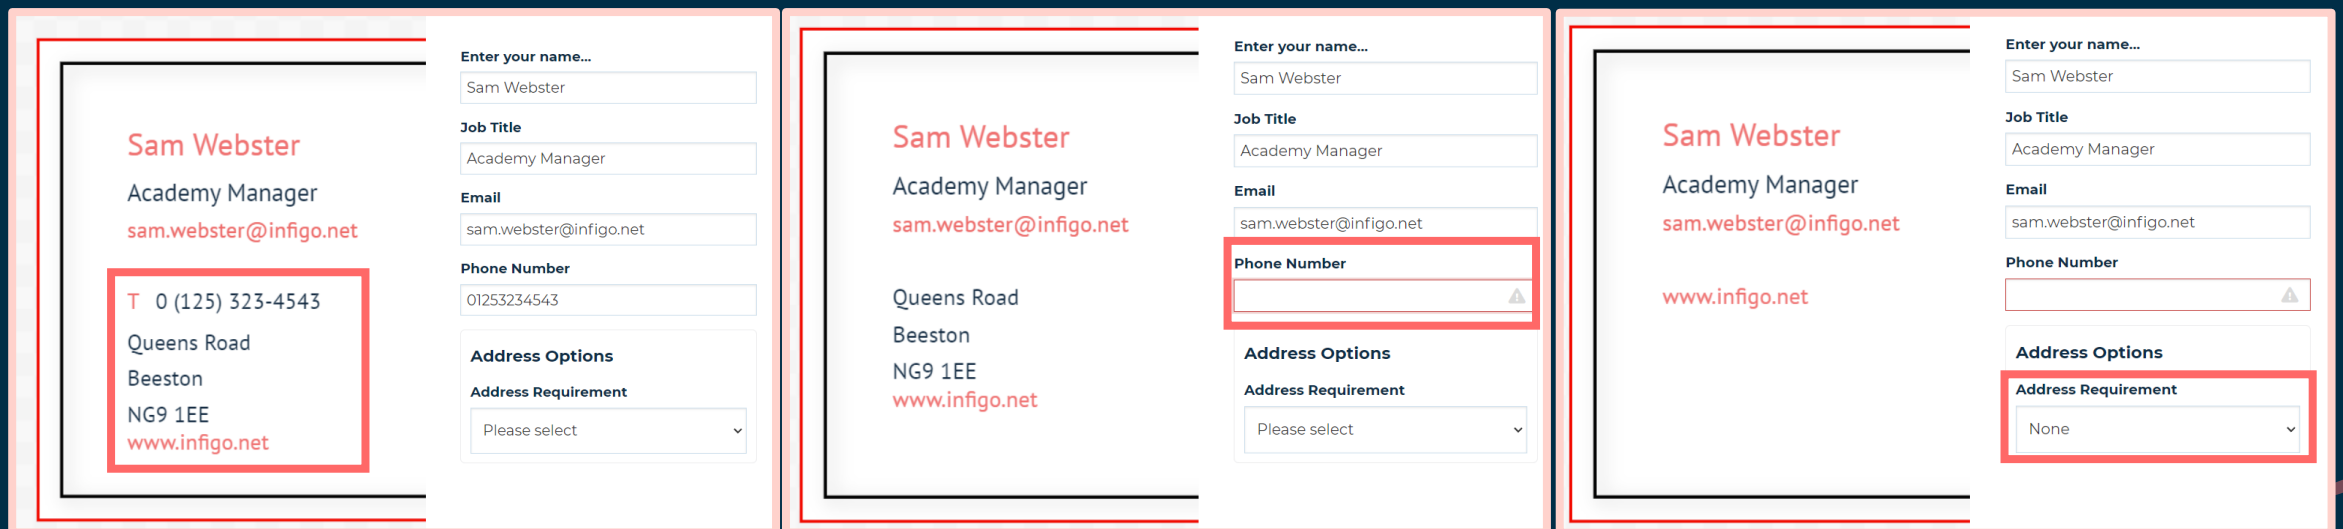 Sam Webster
Academy Manager
sam.webster@infigo.net
T 0 (125) 323-4543
Queens Road
Beeston
NG9 1EE
www.infigo.net
Enter your name...
Sam Webster
Job Title
Academy Manager
Email
sam.webster@infigo.net
Phone Number
01253234543
Address Options
Address Requirement
Please select
Sam Webster
Academy Manager
sam.webster@infigo.net
Queens Road
Beeston
NG9 1EE
www.infigo.net
Enter your name...
Sam Webster
Job Title
Academy Manager
Email
sam.webster@infigo.net
Phone Number
Address Options
Address Requirement
Please select
Sam Webster
Academy Manager
sam.webster@infigo.net
www.infigo.net
Enter your name...
Sam Webster
Job Title
Academy Manager
Email
sam.webster@infigo.net
Phone Number
Address Options
Address Requirement
None